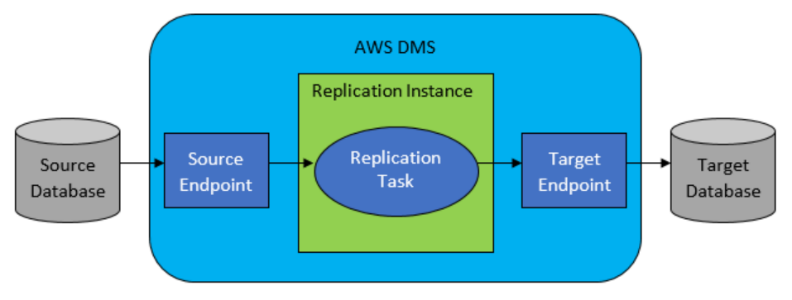 AWS DMS
Replication Instance
Source
Database
Source
Endpoint
Replication
Task
Target
Endpoint
Target
Database